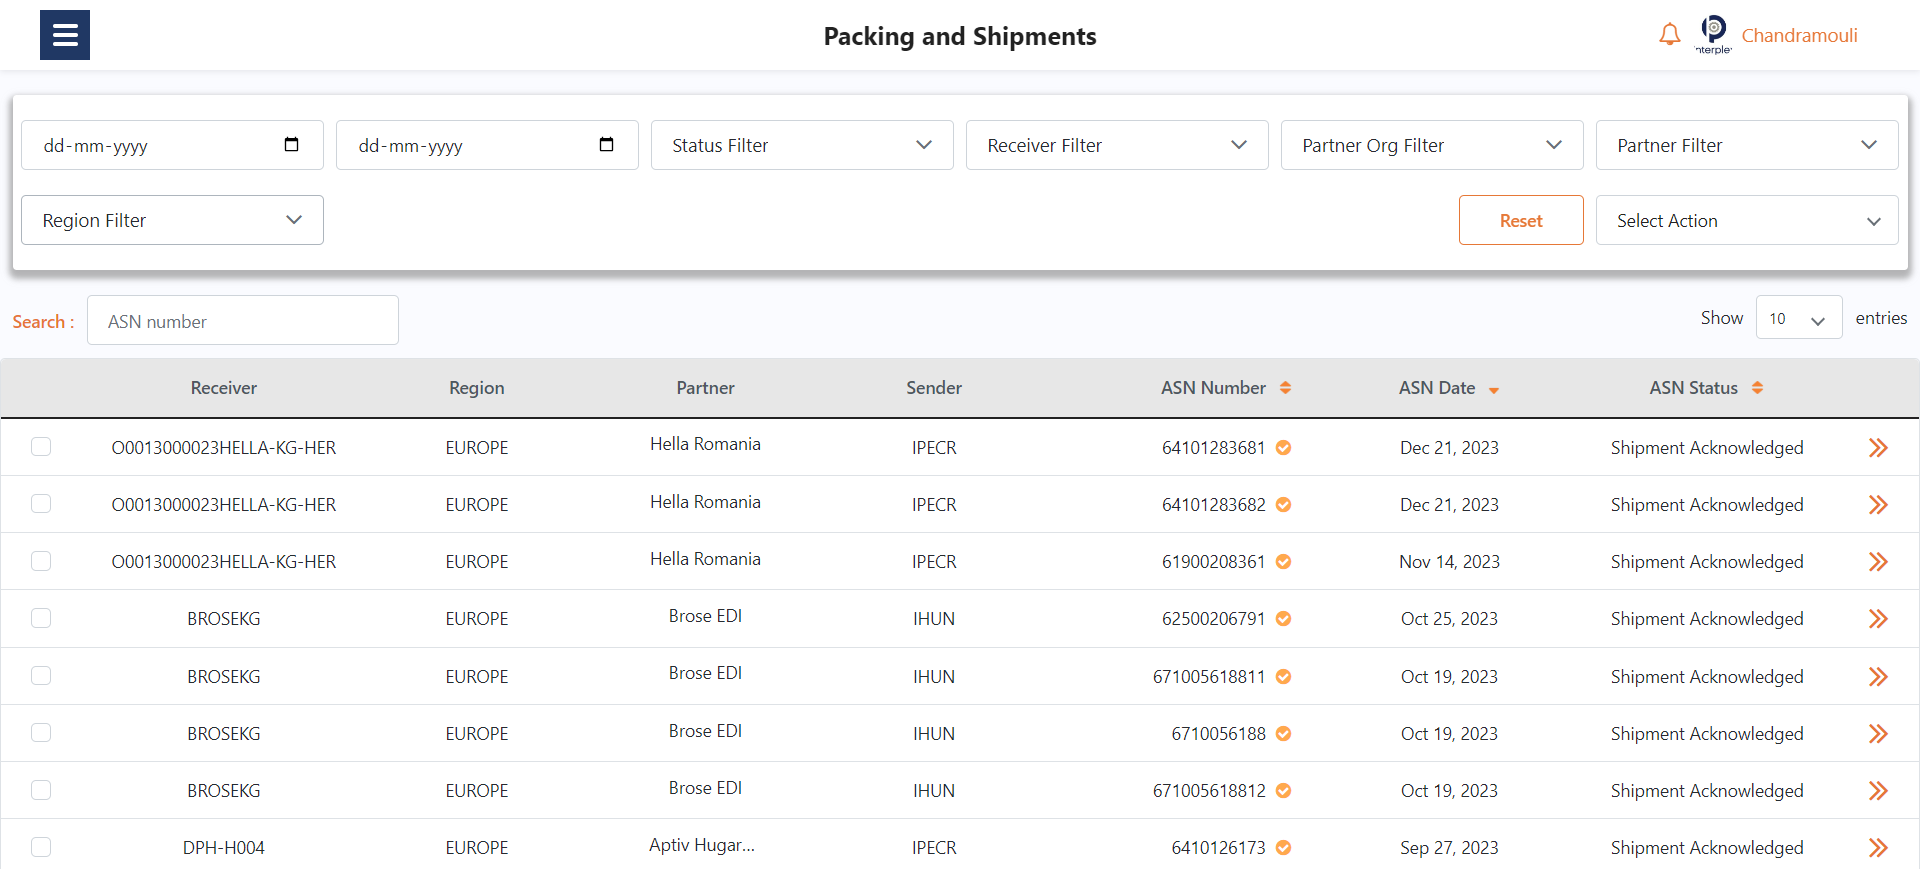 Packing and Shipments
nterple
Chandramouli
dd-mm-yyyy dd-mm-yyyy Status Filter Receiver Filter Partner Org Filter Partner Filter
Region Filter Reset Select Action
Search : ASN number Show 10 entries
Receiver Region Partner Sender ASN Number ASN Date ASN Status
O0013000023HELLA-KG-HER EUROPE Hella Romania IPECR 64101283681 Dec 21, 2023 Shipment Acknowledged
O0013000023HELLA-KG-HER EUROPE Hella Romania IPECR 64101283682 Dec 21, 2023 Shipment Acknowledged
O0013000023HELLA-KG-HER EUROPE Hella Romania IPECR 61900208361 Nov 14, 2023 Shipment Acknowledged
BROSEKG EUROPE Brose EDI IHUN 62500206791 Oct 25, 2023 Shipment Acknowledged
BROSEKG EUROPE Brose EDI IHUN 671005618811 Oct 19, 2023 Shipment Acknowledged
BROSEKG EUROPE Brose EDI IHUN 6710056188 Oct 19, 2023 Shipment Acknowledged
BROSEKG EUROPE Brose EDI IHUN 671005618812 Oct 19, 2023 Shipment Acknowledged
DPH-H004 EUROPE Aptiv Hugar... IPECR 6410126173 Sep 27, 2023 Shipment Acknowledged